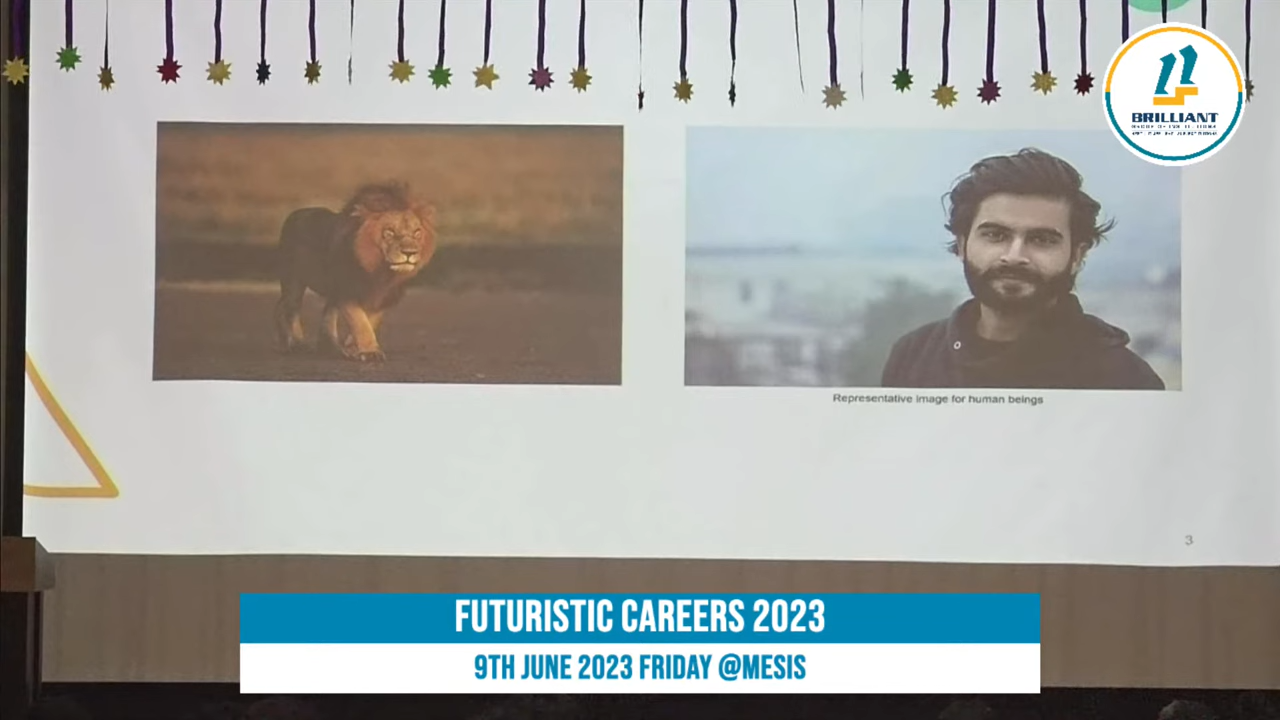 BRILLIANT
Representative image for human beings
3
FUTURISTIC CAREERS 2023
9TH JUNE 2023 FRIDAY @MESIS